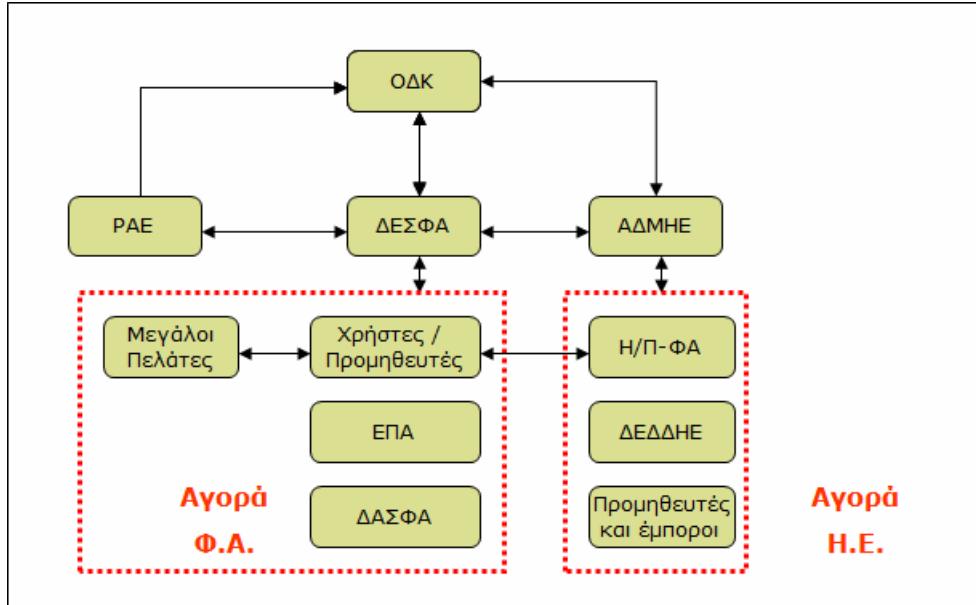 ΟΔΚ
ΡΑΕ
ΔΕΣΦΑ
ΑΔΜΗΕ
Μεγάλοι
Πελάτες
Χρήστες /
Προμηθευτές
Η/Π-ΦΑ
ΕΠΑ
ΔΕΔΔΗΕ
Αγορά
Φ.Α.
ΔΑΣΦΑ
Προμηθευτές
και έμποροι
Αγορά
Η.Ε.